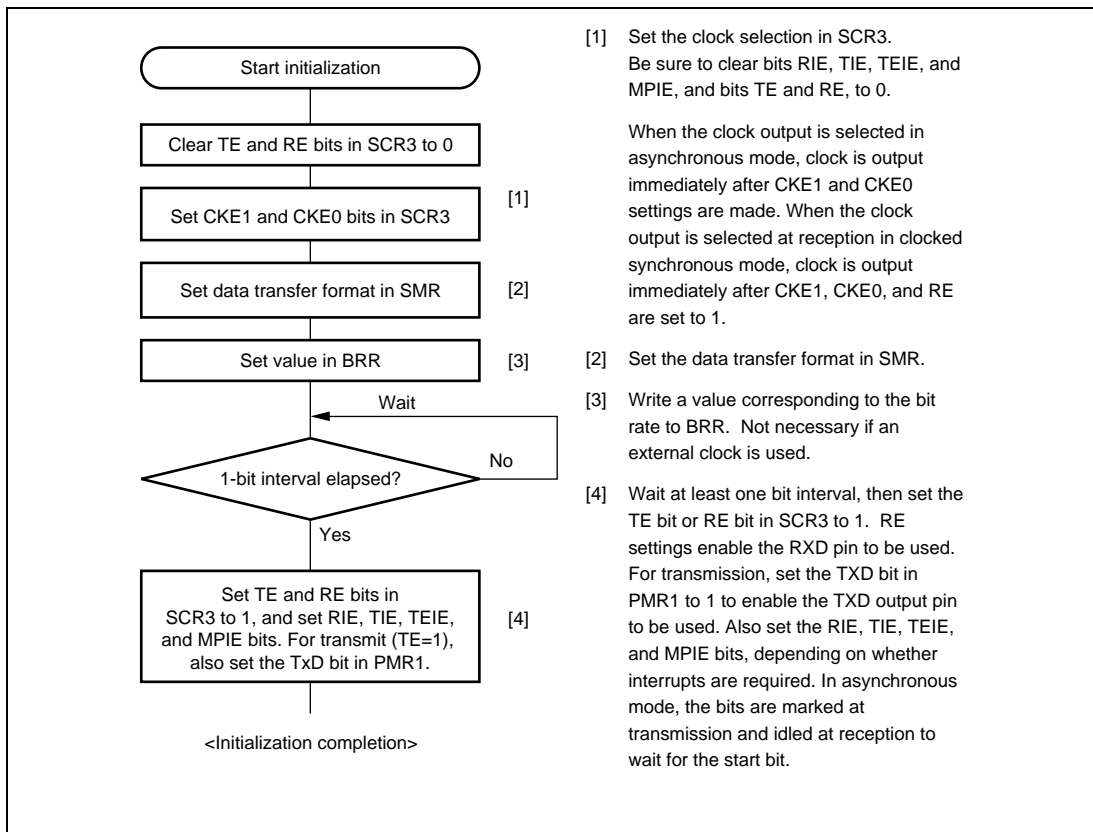 Start initialization
Clear TE and RE bits in SCR3 to 0
Set CKE1 and CKE0 bits in SCR3
[1]
Set data transfer format in SMR
[2]
Set value in BRR
[3]
Wait
1-bit interval elapsed?
No
Yes
Set TE and RE bits in
SCR3 to 1, and set RIE, TIE, TEIE,
and MPIE bits. For transmit (TE=1),
also set the TxD bit in PMR1.
[4]
<Initialization completion>
[1] Set the clock selection in SCR3.
Be sure to clear bits RIE, TIE, TEIE, and
MPIE, and bits TE and RE, to 0.
When the clock output is selected in
asynchronous mode, clock is output
immediately after CKE1 and CKE0
settings are made. When the clock
output is selected at reception in clocked
synchronous mode, clock is output
immediately after CKE1, CKE0, and RE
are set to 1.
[2] Set the data transfer format in SMR.
[3] Write a value corresponding to the bit
rate to BRR. Not necessary if an
external clock is used.
[4] Wait at least one bit interval, then set the
TE bit or RE bit in SCR3 to 1. RE
settings enable the RXD pin to be used.
For transmission, set the TXD bit in
PMR1 to 1 to enable the TXD output pin
to be used. Also set the RIE, TIE, TEIE,
and MPIE bits, depending on whether
interrupts are required. In asynchronous
mode, the bits are marked at
transmission and idled at reception to
wait for the start bit.